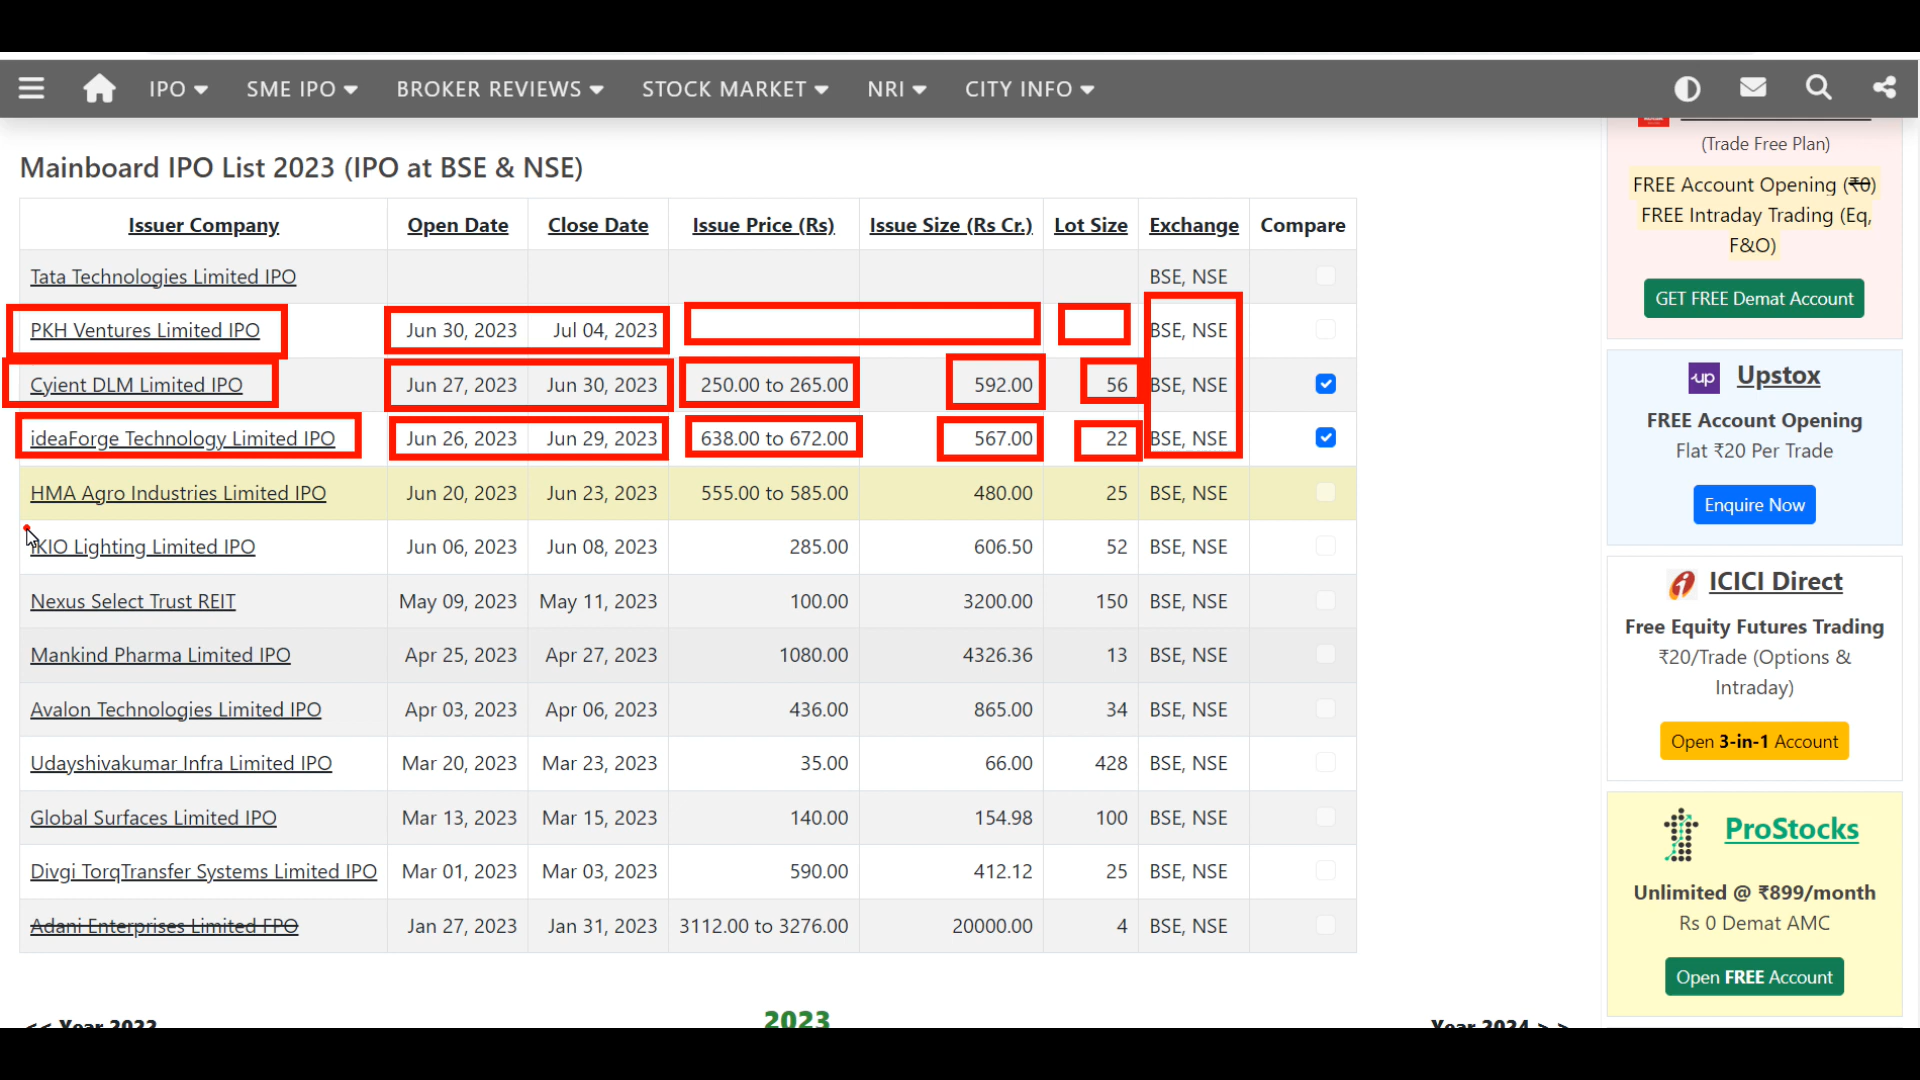 IPO SME IPO BROKER REVIEWS STOCK MARKET NRI CITY INFO
Mainboard IPO List 2023 (IPO at BSE & NSE)
Issuer Company Open Date Close Date Issue Price (Rs) Issue Size (Rs Cr.) Lot Size Exchange Compare
Tata Technologies Limited IPO BSE, NSE
PKH Ventures Limited IPO Jun 30, 2023 Jul 04, 2023 BSE, NSE
Cyient DLM Limited IPO Jun 27, 2023 Jun 30, 2023 250.00 to 265.00 592.00 56 BSE, NSE
ideaForge Technology Limited IPO Jun 26, 2023 Jun 29, 2023 638.00 to 672.00 567.00 22 BSE, NSE
HMA Agro Industries Limited IPO Jun 20, 2023 Jun 23, 2023 555.00 to 585.00 480.00 25 BSE, NSE
IKIO Lighting Limited IPO Jun 06, 2023 Jun 08, 2023 285.00 606.50 52 BSE, NSE
Nexus Select Trust REIT May 09, 2023 May 11, 2023 100.00 3200.00 150 BSE, NSE
Mankind Pharma Limited IPO Apr 25, 2023 Apr 27, 2023 1080.00 4326.36 13 BSE, NSE
Avalon Technologies Limited IPO Apr 03, 2023 Apr 06, 2023 436.00 865.00 34 BSE, NSE
Udayshivakumar Infra Limited IPO Mar 20, 2023 Mar 23, 2023 35.00 66.00 428 BSE, NSE
Global Surfaces Limited IPO Mar 13, 2023 Mar 15, 2023 140.00 154.98 100 BSE, NSE
Divgi TorqTransfer Systems Limited IPO Mar 01, 2023 Mar 03, 2023 590.00 412.12 25 BSE, NSE
Adani Enterprises Limited FPO Jan 27, 2023 Jan 31, 2023 3112.00 to 3276.00 20000.00 4 BSE, NSE
<< Year 2022 2023 Year 2024 > >
(Trade Free Plan)
FREE Account Opening (₹0)
FREE Intraday Trading (Eq,
F&O)
GET FREE Demat Account
up Upstox
FREE Account Opening
Flat ₹20 Per Trade
Enquire Now
ICICI Direct
Free Equity Futures Trading
₹20/Trade (Options &
Intraday)
Open 3-in-1 Account
ProStocks
Unlimited @ ₹899/month
Rs 0 Demat AMC
Open FREE Account